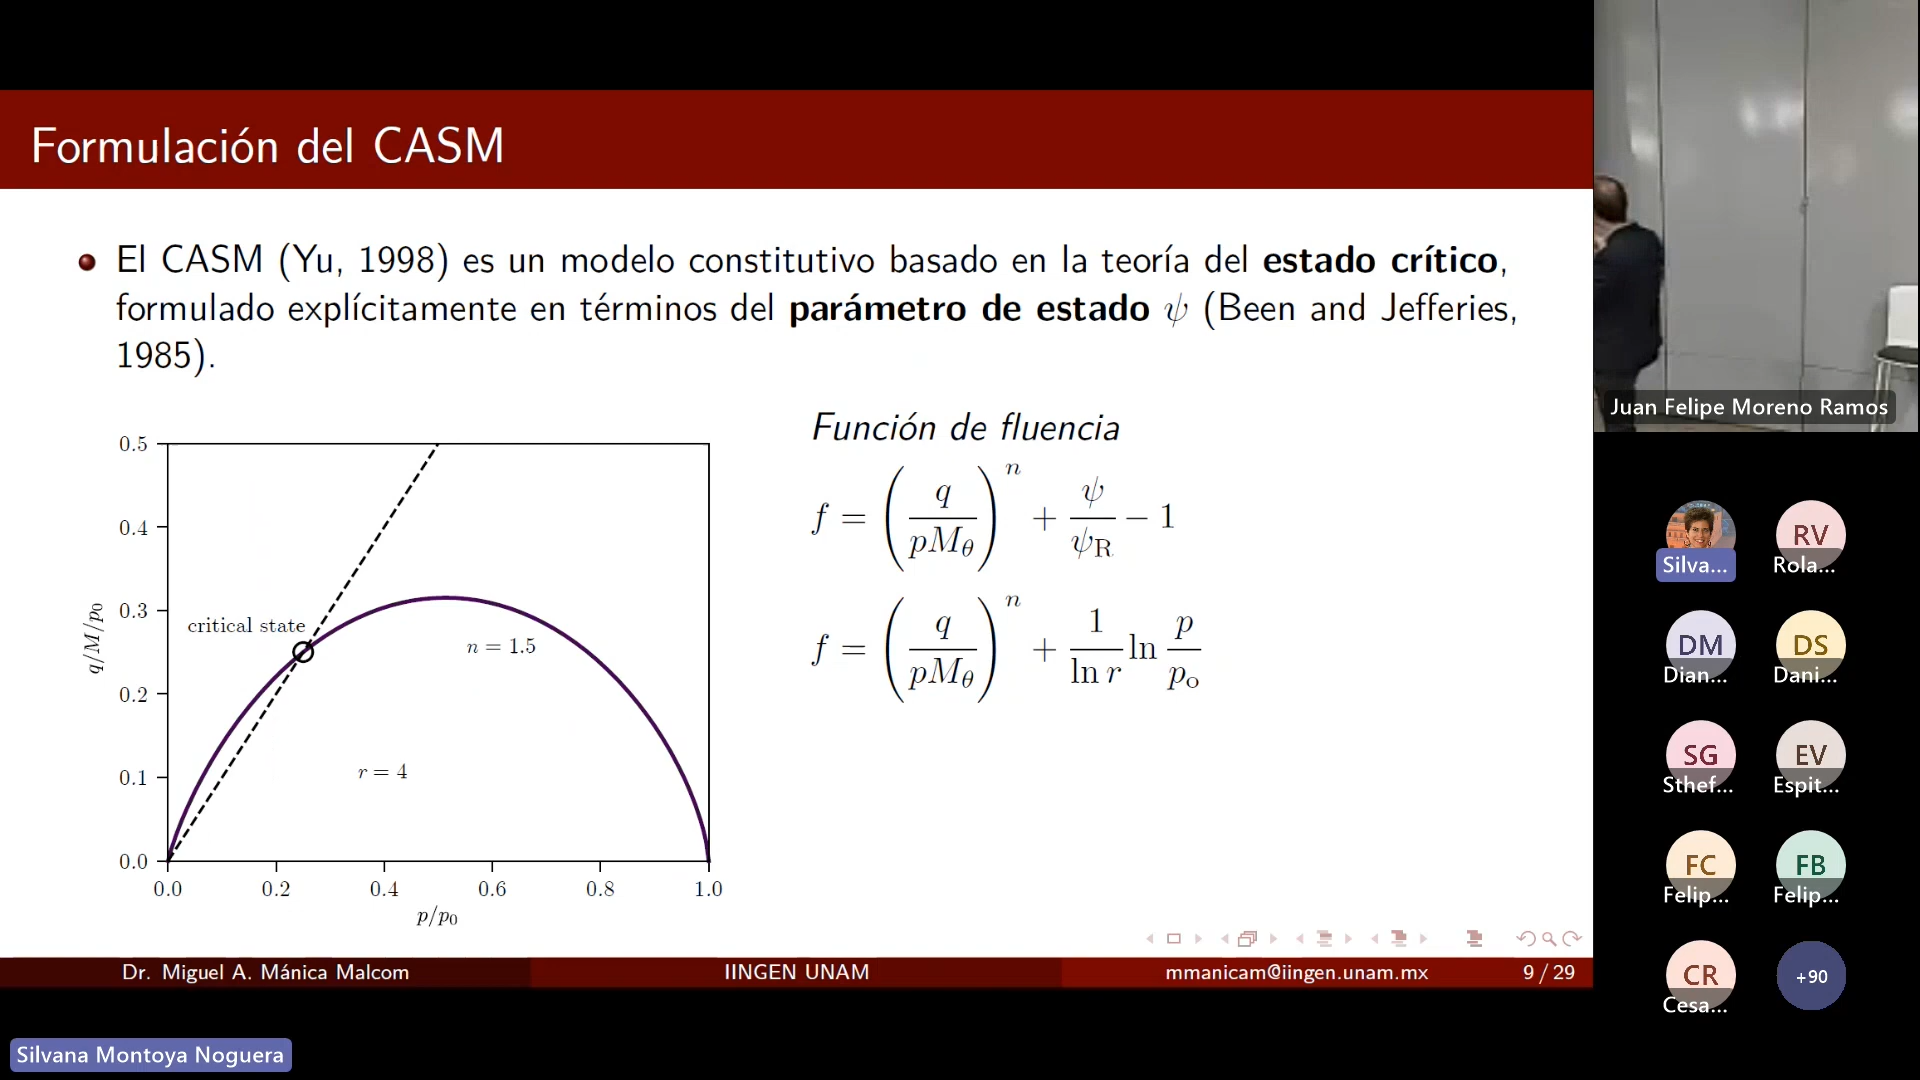 Formulación del CASM
El CASM (Yu, 1998) es un modelo constitutivo basado en la teoría del estado crítico,
formulado explícitamente en términos del parámetro de estado ψ (Been and Jefferies,
1985).
0.5
0.4
0.3
0.2
0.1
0.0
q/M/p₀
critical state
n = 1.5
r = 4
0.0 0.2 0.4 0.6 0.8 1.0
p/p₀
Función de fluencia
f = (q / pM_θ)^n + ψ/ψ_R − 1
f = (q / pM_θ)^n + 1/ln r ln p/p_o
Dr. Miguel A. Mánica Malcom IINGEN UNAM mmanicam@iingen.unam.mx 9 / 29
Silvana Montoya Noguera
Juan Felipe Moreno Ramos
Silva...
RV
Rola...
DM
Dian...
DS
Dani...
SG
Sthef...
EV
Espit...
FC
Felip...
FB
Felip...
CR
Cesa...
+90